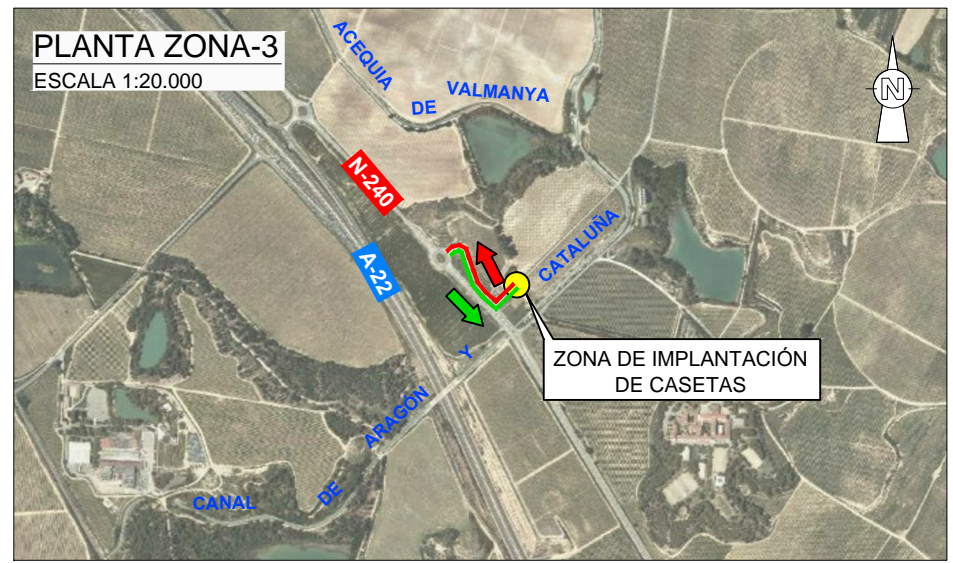 PLANTA ZONA-3
ESCALA 1:20.000
ACEQUIA
DE
VALMANYA
N
N-240
A-22
CANAL
DE
ARAGÓN
Y
CATALUÑA
ZONA DE IMPLANTACIÓN
DE CASETAS